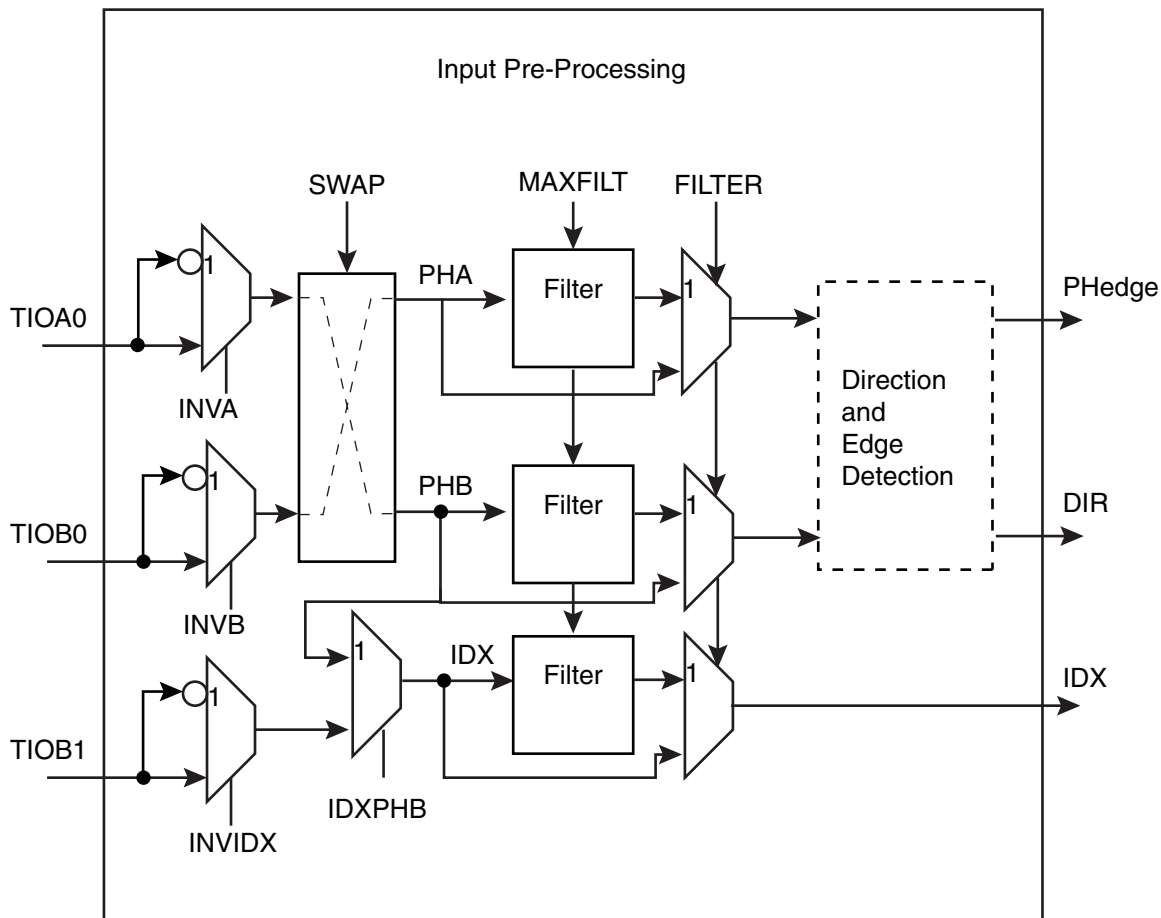 Input Pre-Processing
SWAP
MAXFILT
FILTER
1
PHA
Filter
1
PHedge
TIOA0
INVA
Direction
and
Edge
Detection
1
PHB
Filter
1
DIR
TIOB0
INVB
1
IDX
Filter
1
IDX
1
TIOB1
IDXPHB
INVIDX